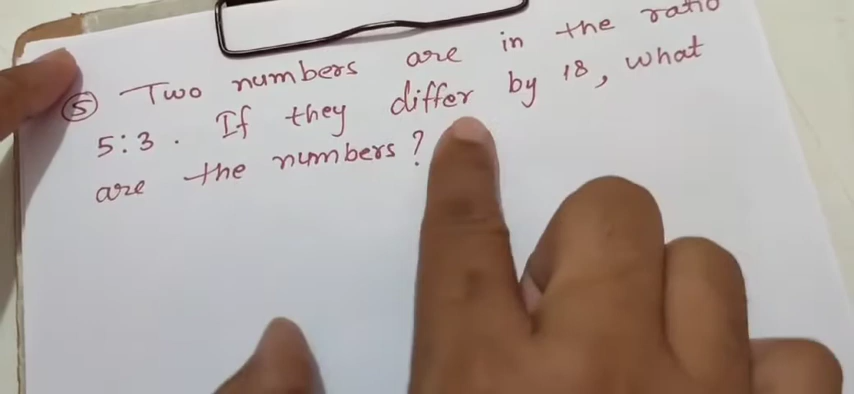 ⑤ Two numbers are in the ratio
5:3. If they differ by 18, what
are the numbers?